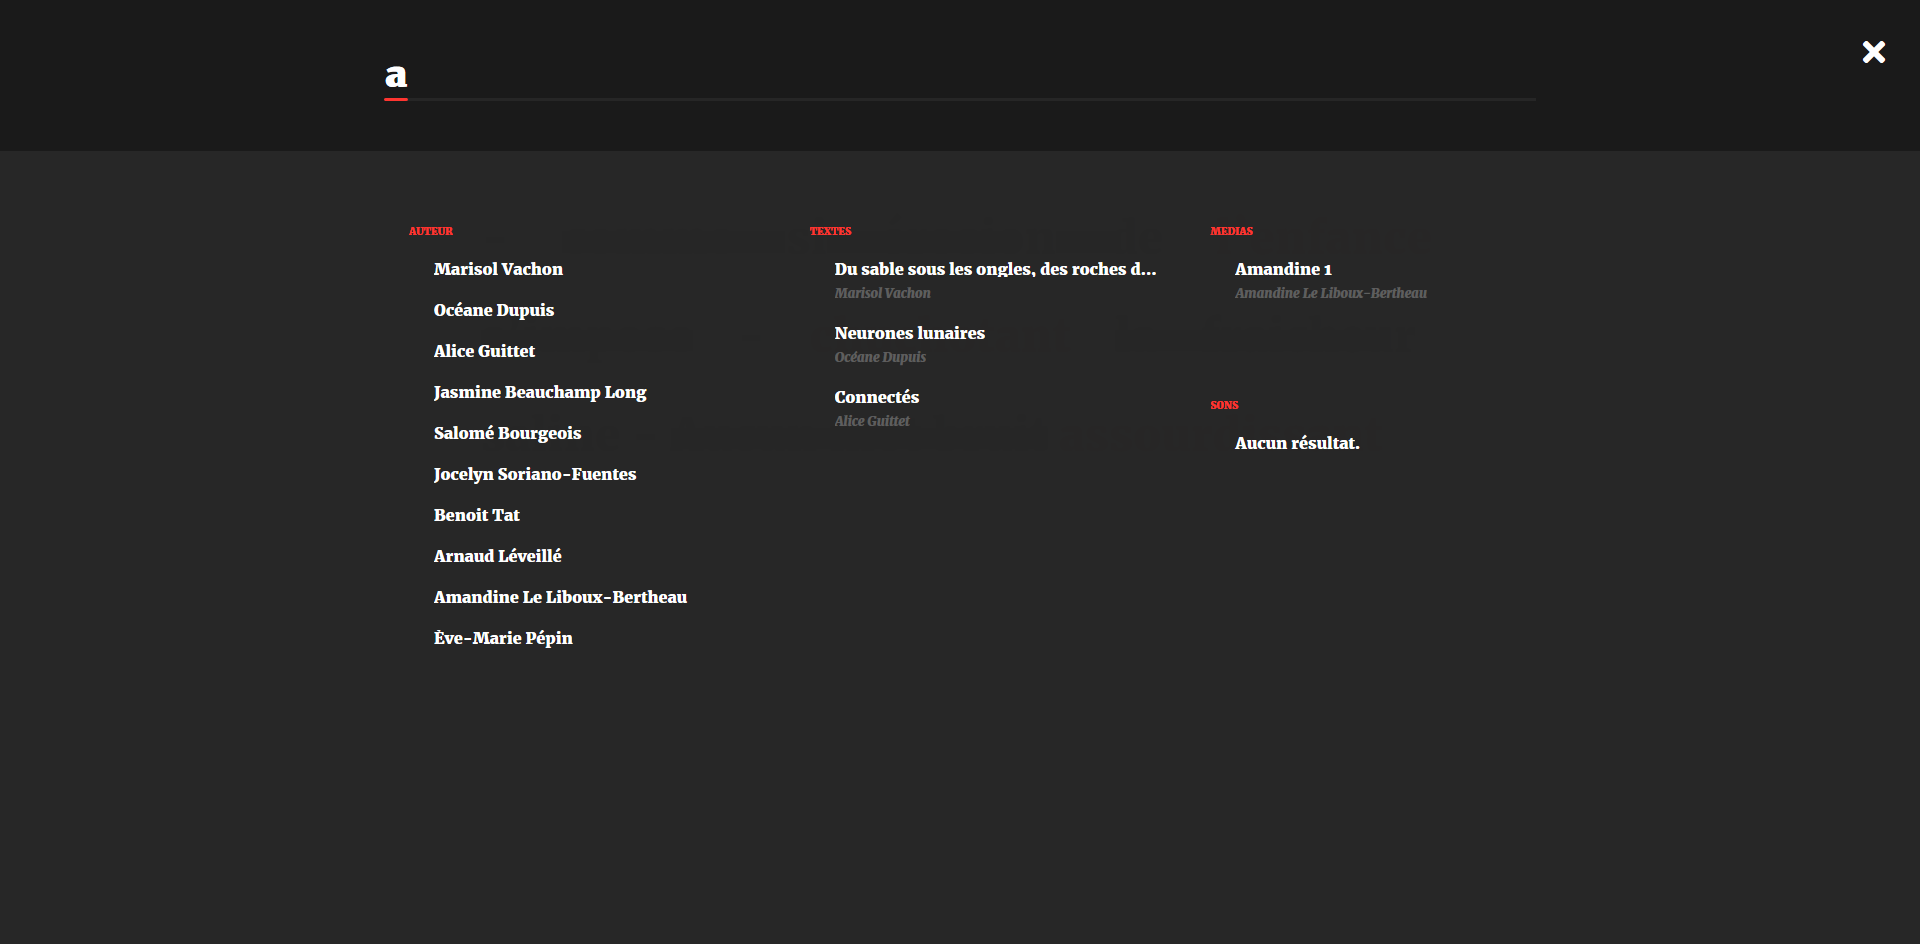 a
AUTEUR
Marisol Vachon
Océane Dupuis
Alice Guittet
Jasmine Beauchamp Long
Salomé Bourgeois
Jocelyn Soriano-Fuentes
Benoit Tat
Arnaud Léveillé
Amandine Le Liboux-Bertheau
Ève-Marie Pépin
TEXTES
Du sable sous les ongles, des roches d...
Marisol Vachon
Neurones lunaires
Océane Dupuis
Connectés
Alice Guittet
MEDIAS
Amandine 1
Amandine Le Liboux-Bertheau
SONS
Aucun résultat.